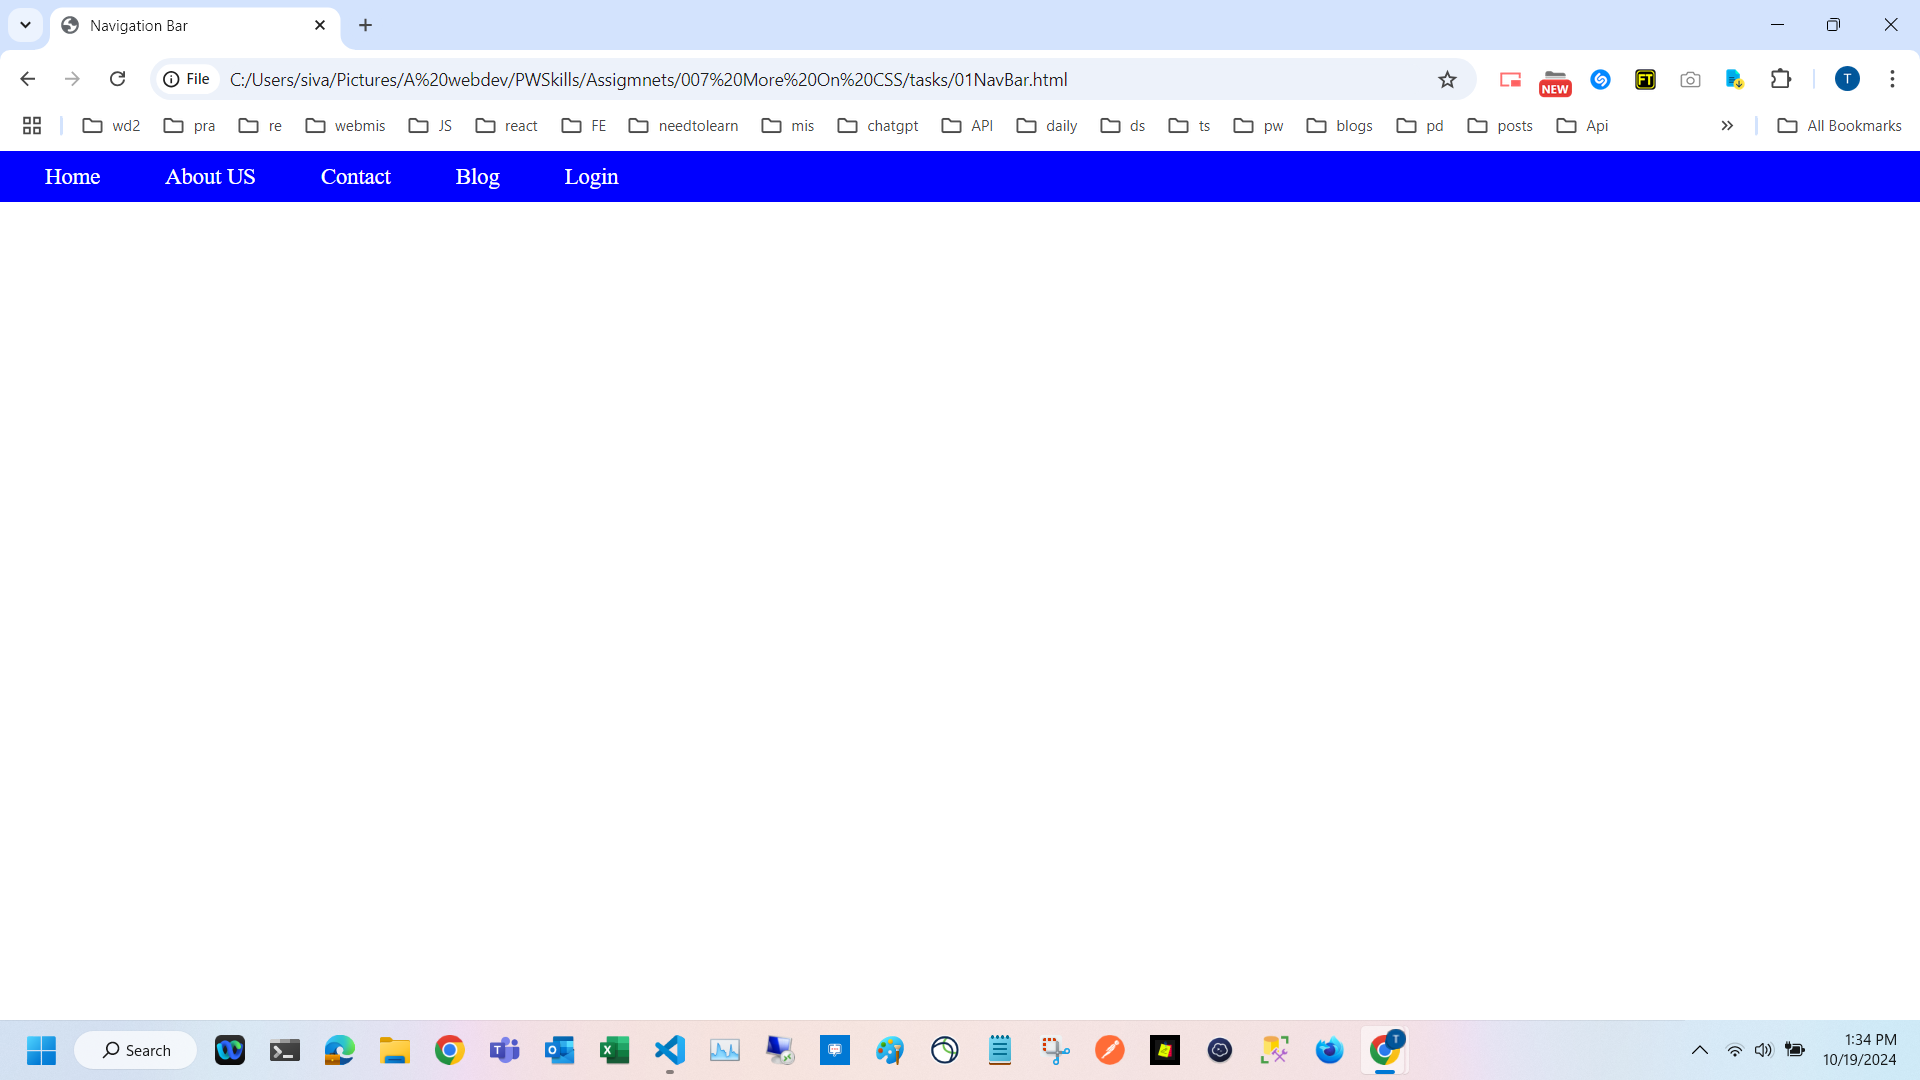 Navigation Bar
File C:/Users/siva/Pictures/A%20webdev/PWSkills/Assigmnets/007%20More%20On%20CSS/tasks/01NavBar.html NEW FT T
wd2 pra re webmis JS react FE needtolearn mis chatgpt API daily ds ts pw blogs pd posts Api » All Bookmarks
Home About US Contact Blog Login
Search T 1:34 PM
10/19/2024